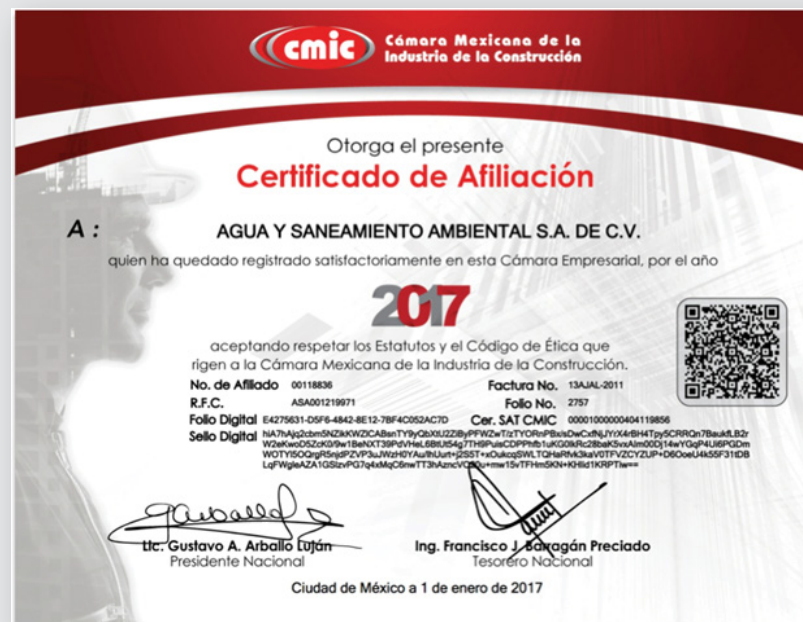 cmic
Cámara Mexicana de la
Industria de la Construcción
Otorga el presente
Certificado de Afiliación
A : AGUA Y SANEAMIENTO AMBIENTAL S.A. DE C.V.
quien ha quedado registrado satisfactoriamente en esta Cámara Empresarial, por el año
2017
aceptando respetar los Estatutos y el Código de Ética que
rigen a la Cámara Mexicana de la Industria de la Construcción.
No. de Afiliado 00118836 Factura No. 13AJAL-2011
R.F.C. ASA001219971 Folio No. 2757
Folio Digital E4275631-D5F6-4842-8E12-7BF4C052AC7D Cer. SAT CMIC 00001000000404119856
Sello Digital
Lic. Gustavo A. Arballo Luján Ing. Francisco J. Barragán Preciado
Presidente Nacional Tesorero Nacional
Ciudad de México a 1 de enero de 2017